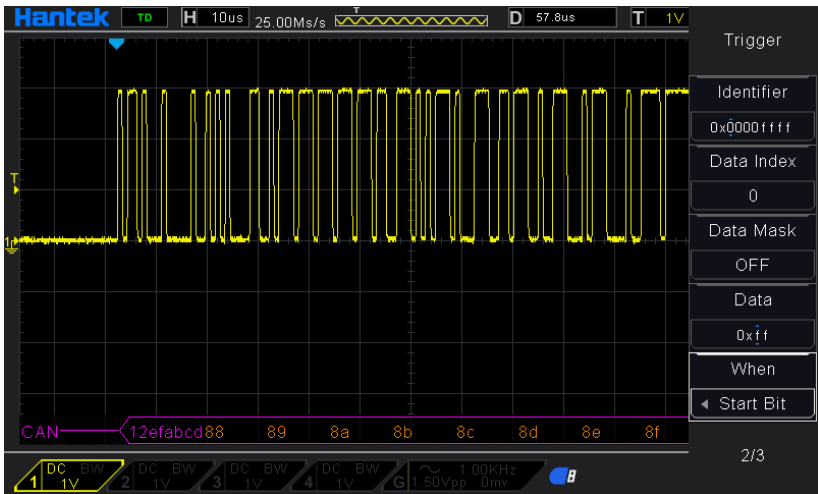 Hantek TD H 10us 25.00Ms/s T D 57.8us T 1V
Trigger
Identifier
0x0000ffff
Data Index
0
Data Mask
OFF
Data
0xff
When
Start Bit
2/3
T
1
CAN 12efabcd88 89 8a 8b 8c 8d 8e 8f
1 DC BW 1V
2 DC BW 1V
3 DC BW 1V
4 DC BW 1V
G 1.00KHz 1.50Vpp 0mv